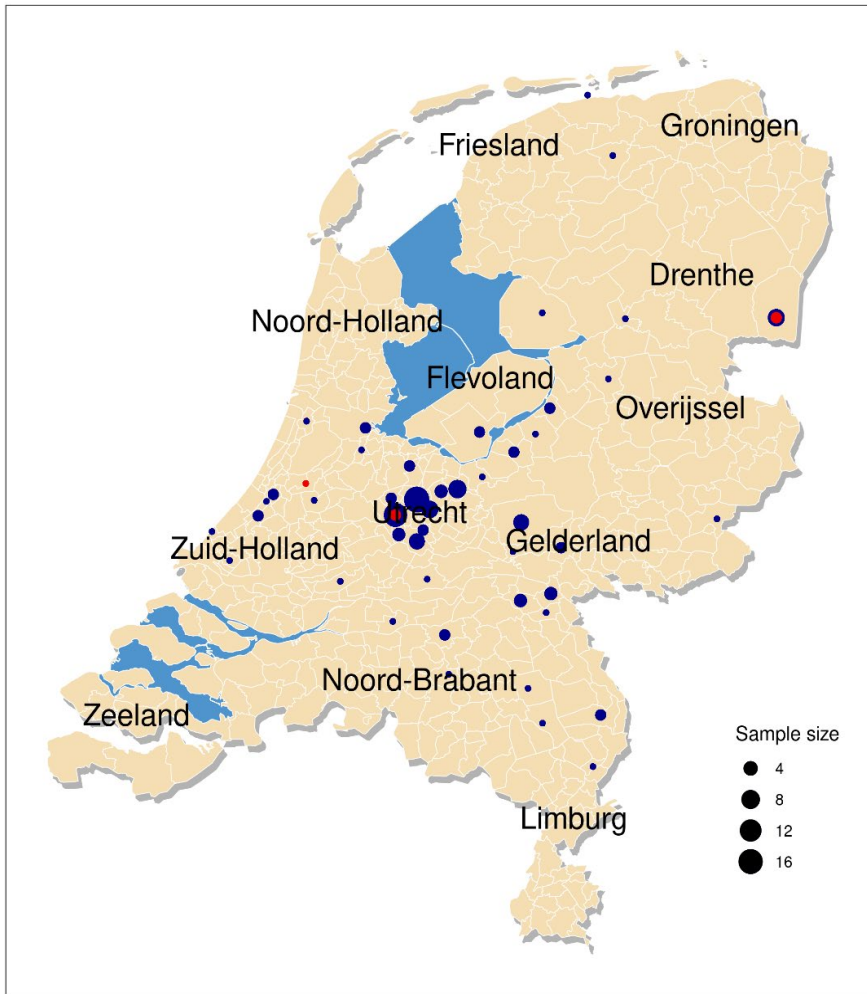 Groningen
Friesland
Drenthe
Noord-Holland
Flevoland
Overijssel
Utrecht
Gelderland
Zuid-Holland
Noord-Brabant
Zeeland
Sample size
4
8
12
16
Limburg